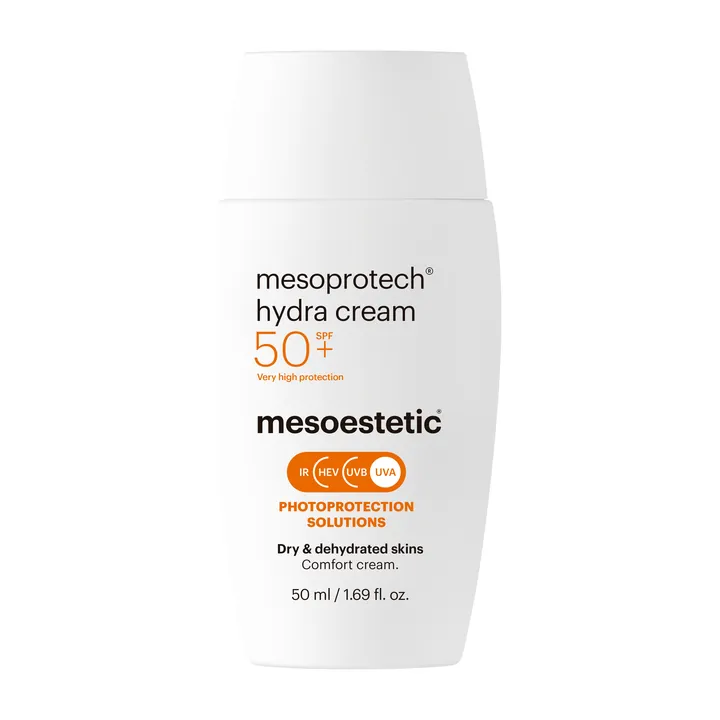 mesoprotech®
hydra cream
50+ SPF
Very high protection
mesoestetic®
IR HEV UVB UVA
PHOTOPROTECTION
SOLUTIONS
Dry & dehydrated skins
Comfort cream.
50 ml / 1.69 fl. oz.